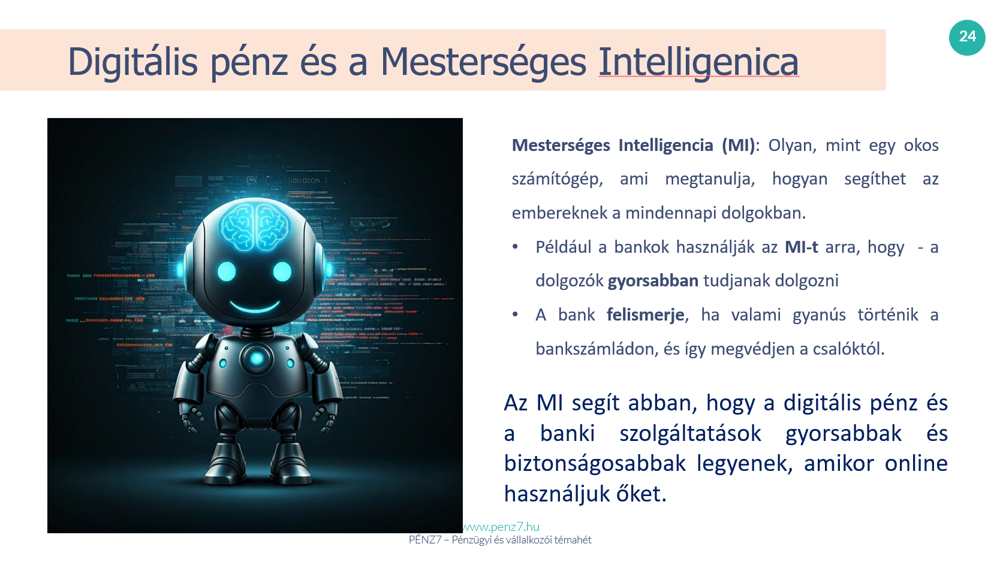 24
Digitális pénz és a Mesterséges Intelligenica
Mesterséges Intelligencia (MI): Olyan, mint egy okos
számítógép, ami megtanulja, hogyan segíthet az
embereknek a mindennapi dolgokban.
• Például a bankok használják az MI-t arra, hogy - a
dolgozók gyorsabban tudjanak dolgozni
• A bank felismerje, ha valami gyanús történik a
bankszámládon, és így megvédjen a csalóktól.
Az MI segít abban, hogy a digitális pénz és
a banki szolgáltatások gyorsabbak és
biztonságosabbak legyenek, amikor online
használjuk őket.
www.penz7.hu
PÉNZ7 – Pénzügyi és vállalkozói témahét